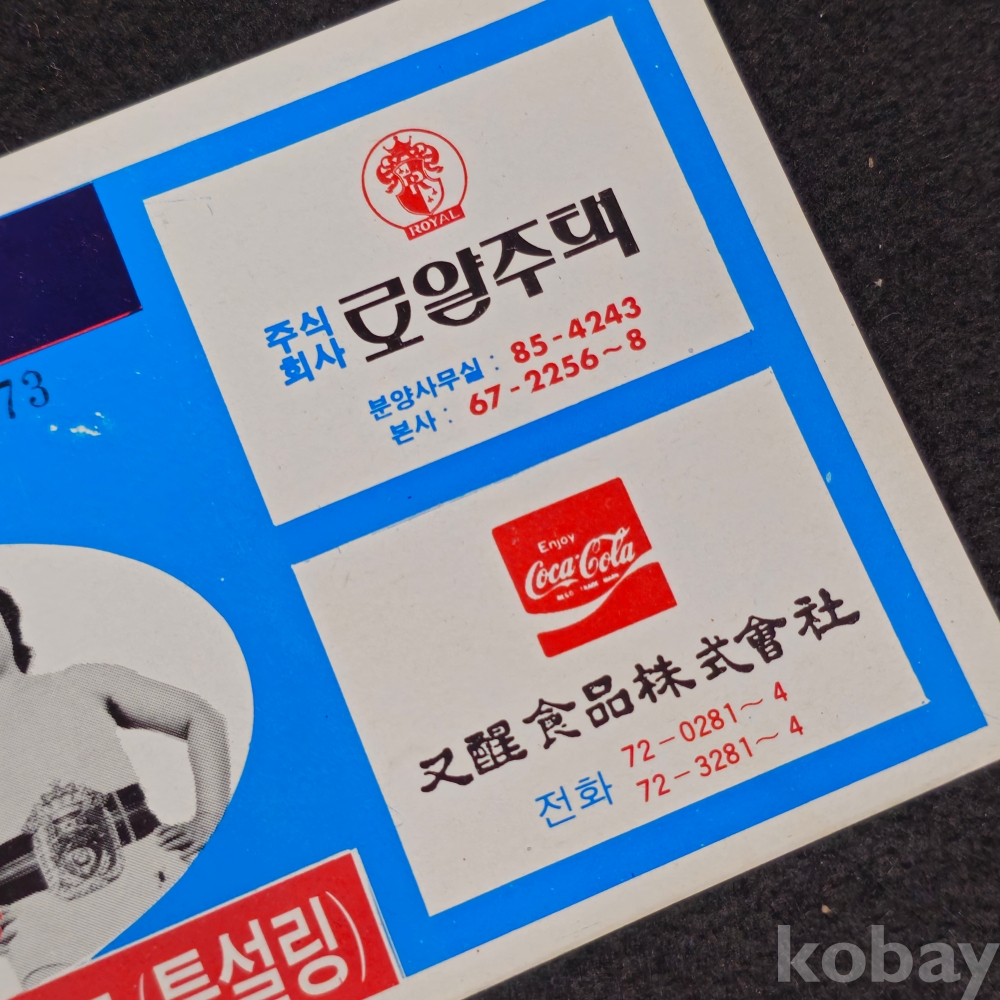 ROYAL
주식
회사
로얄주택
분양사무실 : 85-4243
본사 : 67-2256~8
73
Enjoy
Coca-Cola
又醒食品株式會社
전화
72-0281~4
72-3281~4
(투설링)
kobay